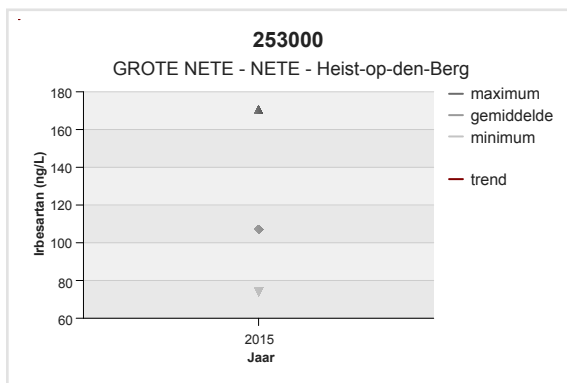 253000
GROTE NETE - NETE - Heist-op-den-Berg
180
160
140
120
100
80
60
Irbesartan (ng/L)
2015
Jaar
maximum
gemiddelde
minimum
trend